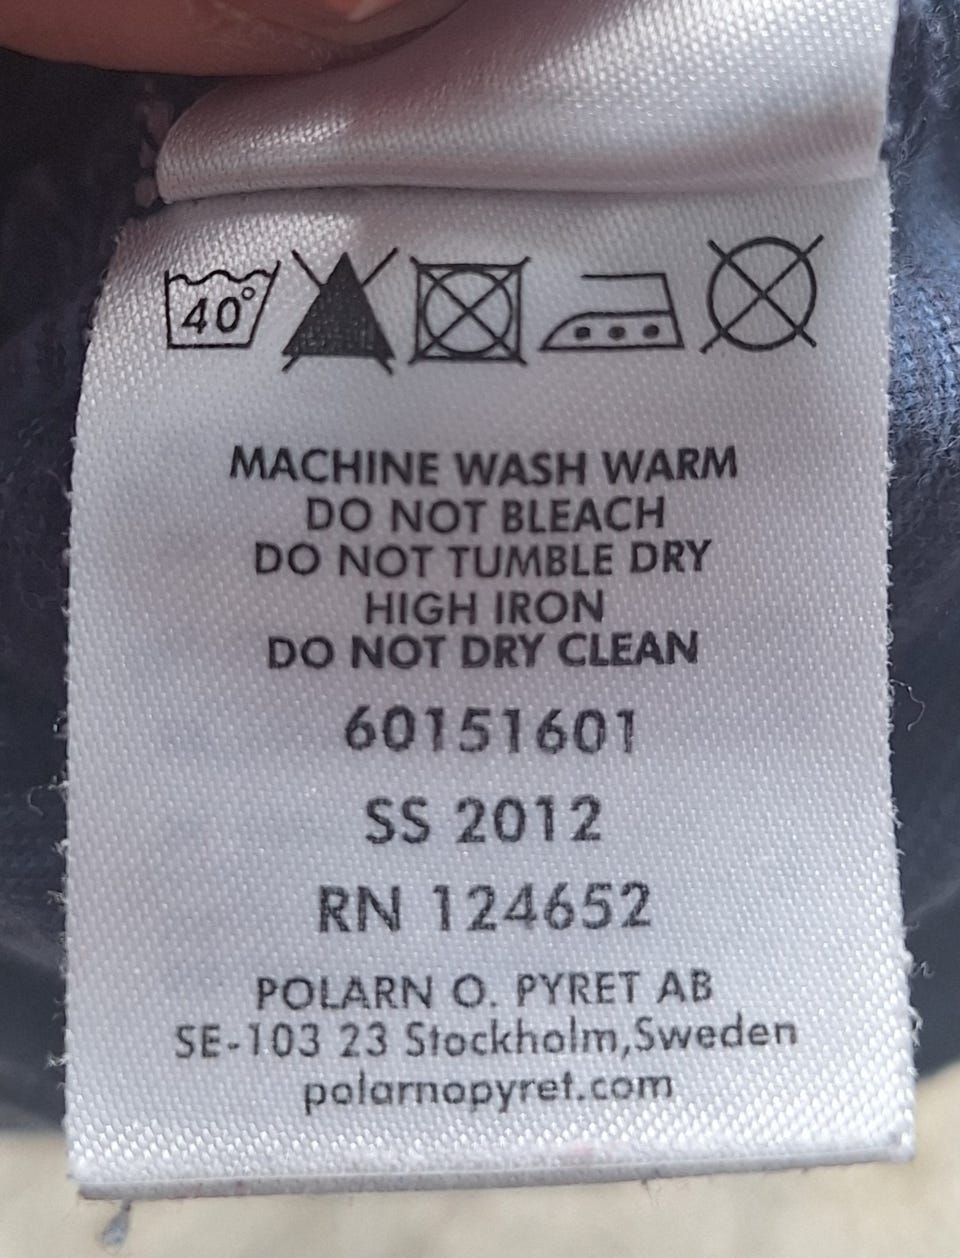 40°
MACHINE WASH WARM
DO NOT BLEACH
DO NOT TUMBLE DRY
HIGH IRON
DO NOT DRY CLEAN
60151601
SS 2012
RN 124652
POLARN O. PYRET AB
SE-103 23 Stockholm,Sweden
polarnopyret.com